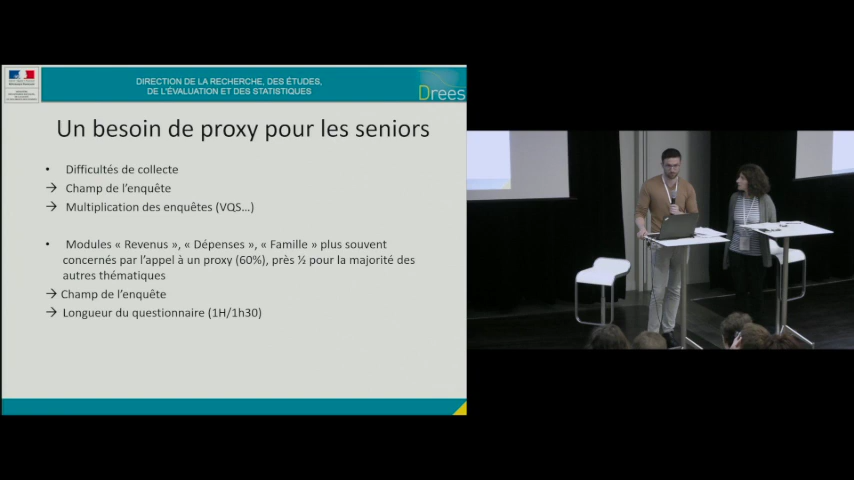 DIRECTION DE LA RECHERCHE, DES ÉTUDES,
DE L'ÉVALUATION ET DES STATISTIQUES
Drees
Un besoin de proxy pour les seniors
• Difficultés de collecte
→ Champ de l'enquête
→ Multiplication des enquêtes (VQS...)
• Modules « Revenus », « Dépenses », « Famille » plus souvent
concernés par l'appel à un proxy (60%), près ½ pour la majorité des
autres thématiques
→ Champ de l'enquête
→ Longueur du questionnaire (1H/1h30)